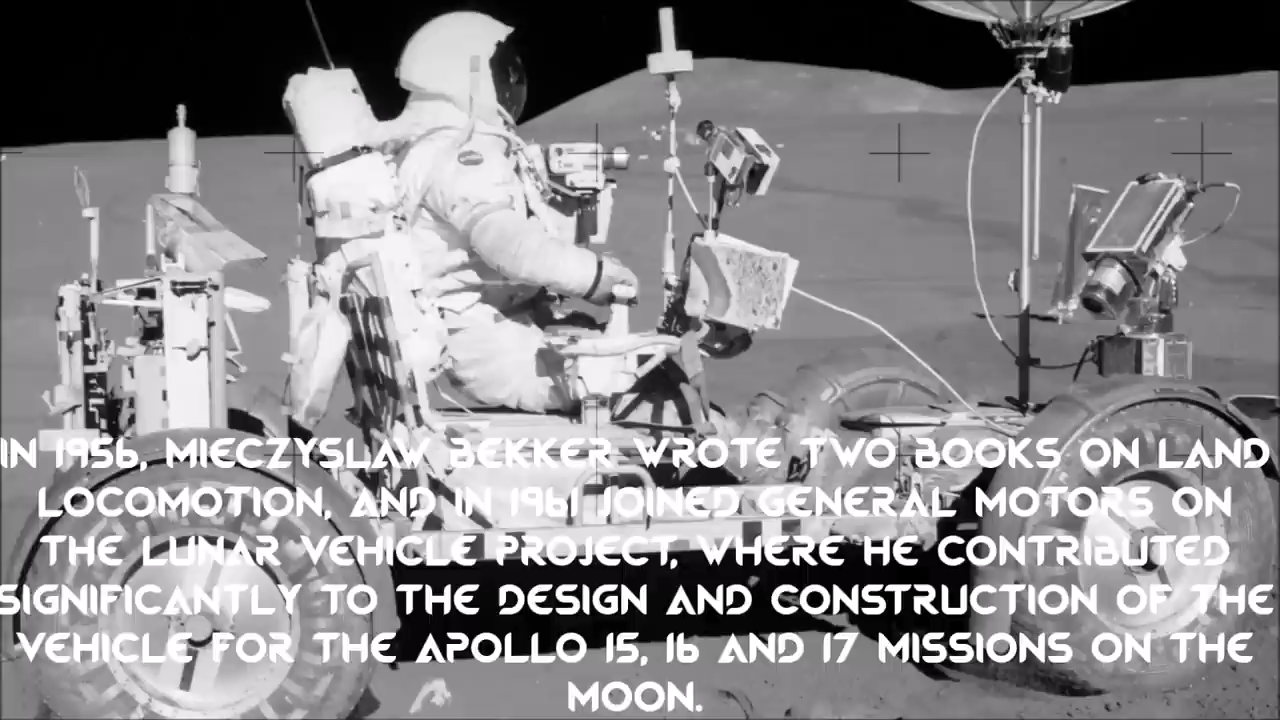 IN 1956, MIECZYSLAW BEKKER WROTE TWO BOOKS ON LAND
LOCOMOTION, AND IN 1961 JOINED GENERAL MOTORS ON
THE LUNAR VEHICLE PROJECT, WHERE HE CONTRIBUTED
SIGNIFICANTLY TO THE DESIGN AND CONSTRUCTION OF THE
VEHICLE FOR THE APOLLO 15, 16 AND 17 MISSIONS ON THE
MOON.